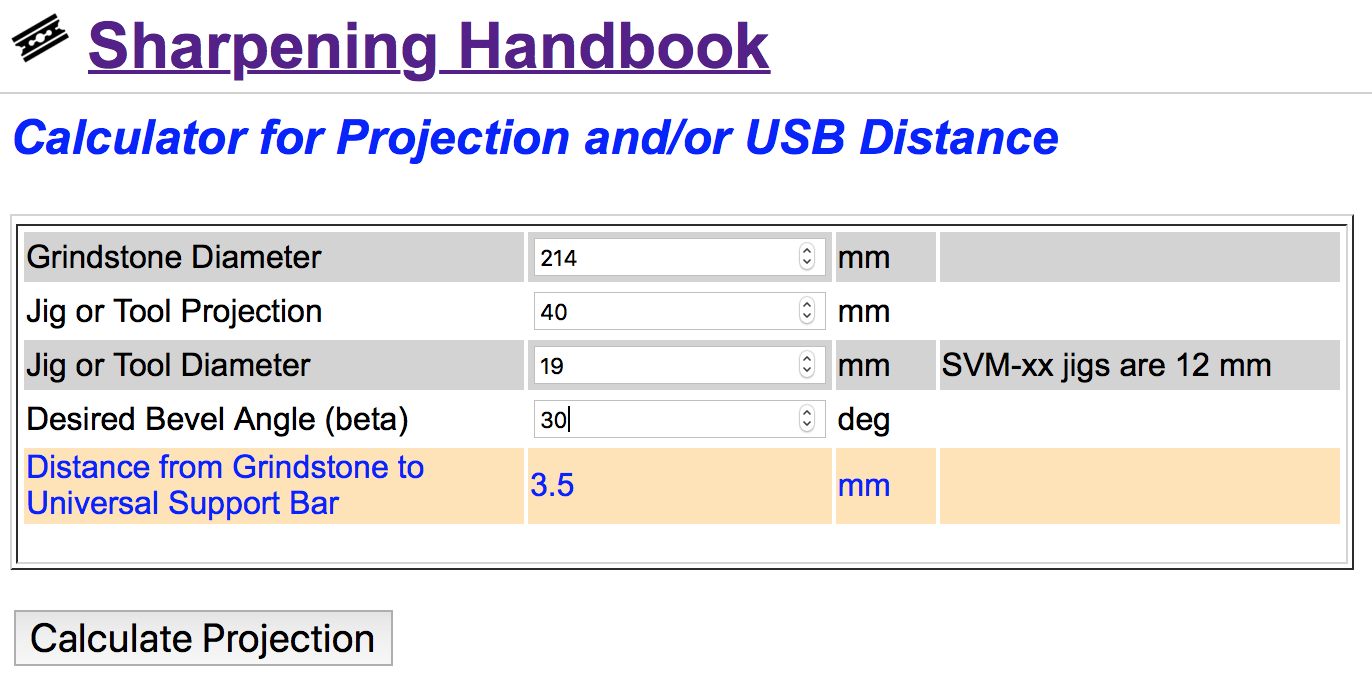 Sharpening Handbook
Calculator for Projection and/or USB Distance
Grindstone Diameter 214 mm
Jig or Tool Projection 40 mm
Jig or Tool Diameter 19 mm SVM-xx jigs are 12 mm
Desired Bevel Angle (beta) 30 deg
Distance from Grindstone to
Universal Support Bar 3.5 mm
Calculate Projection